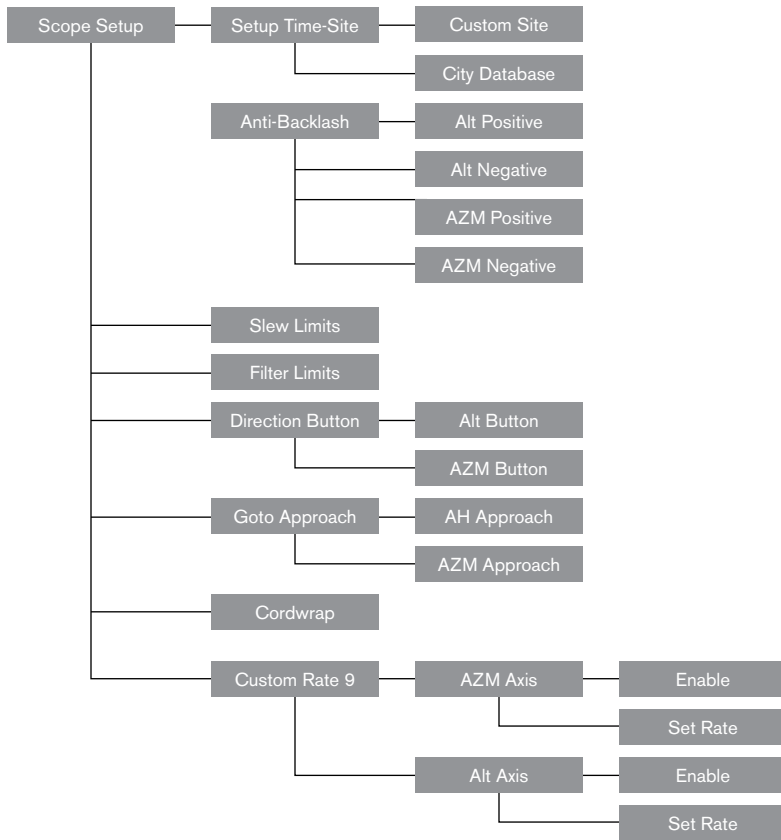 Scope Setup
Setup Time-Site
Custom Site
City Database
Anti-Backlash
Alt Positive
Alt Negative
AZM Positive
AZM Negative
Slew Limits
Filter Limits
Direction Button
Alt Button
AZM Button
Goto Approach
AH Approach
AZM Approach
Cordwrap
Custom Rate 9
AZM Axis
Enable
Set Rate
Alt Axis
Enable
Set Rate